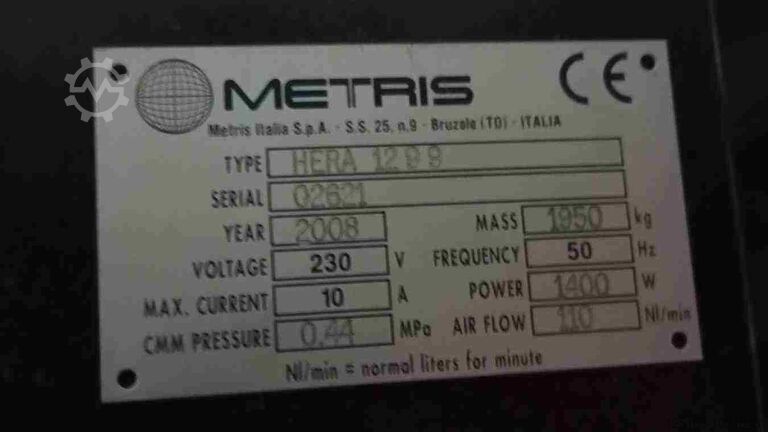 METRIS CE
Metris Italia S.p.A. - S.S. 25, n.9 - Bruzolo (TO) - ITALIA
TYPE HERA 12 9 9
SERIAL 02621
YEAR 2008 MASS 1950 kg
VOLTAGE 230 V FREQUENCY 50 Hz
MAX. CURRENT 10 A POWER 1400 W
CMM PRESSURE 0,44 MPa AIR FLOW 110 Nl/min
Nl/min = normal liters for minute